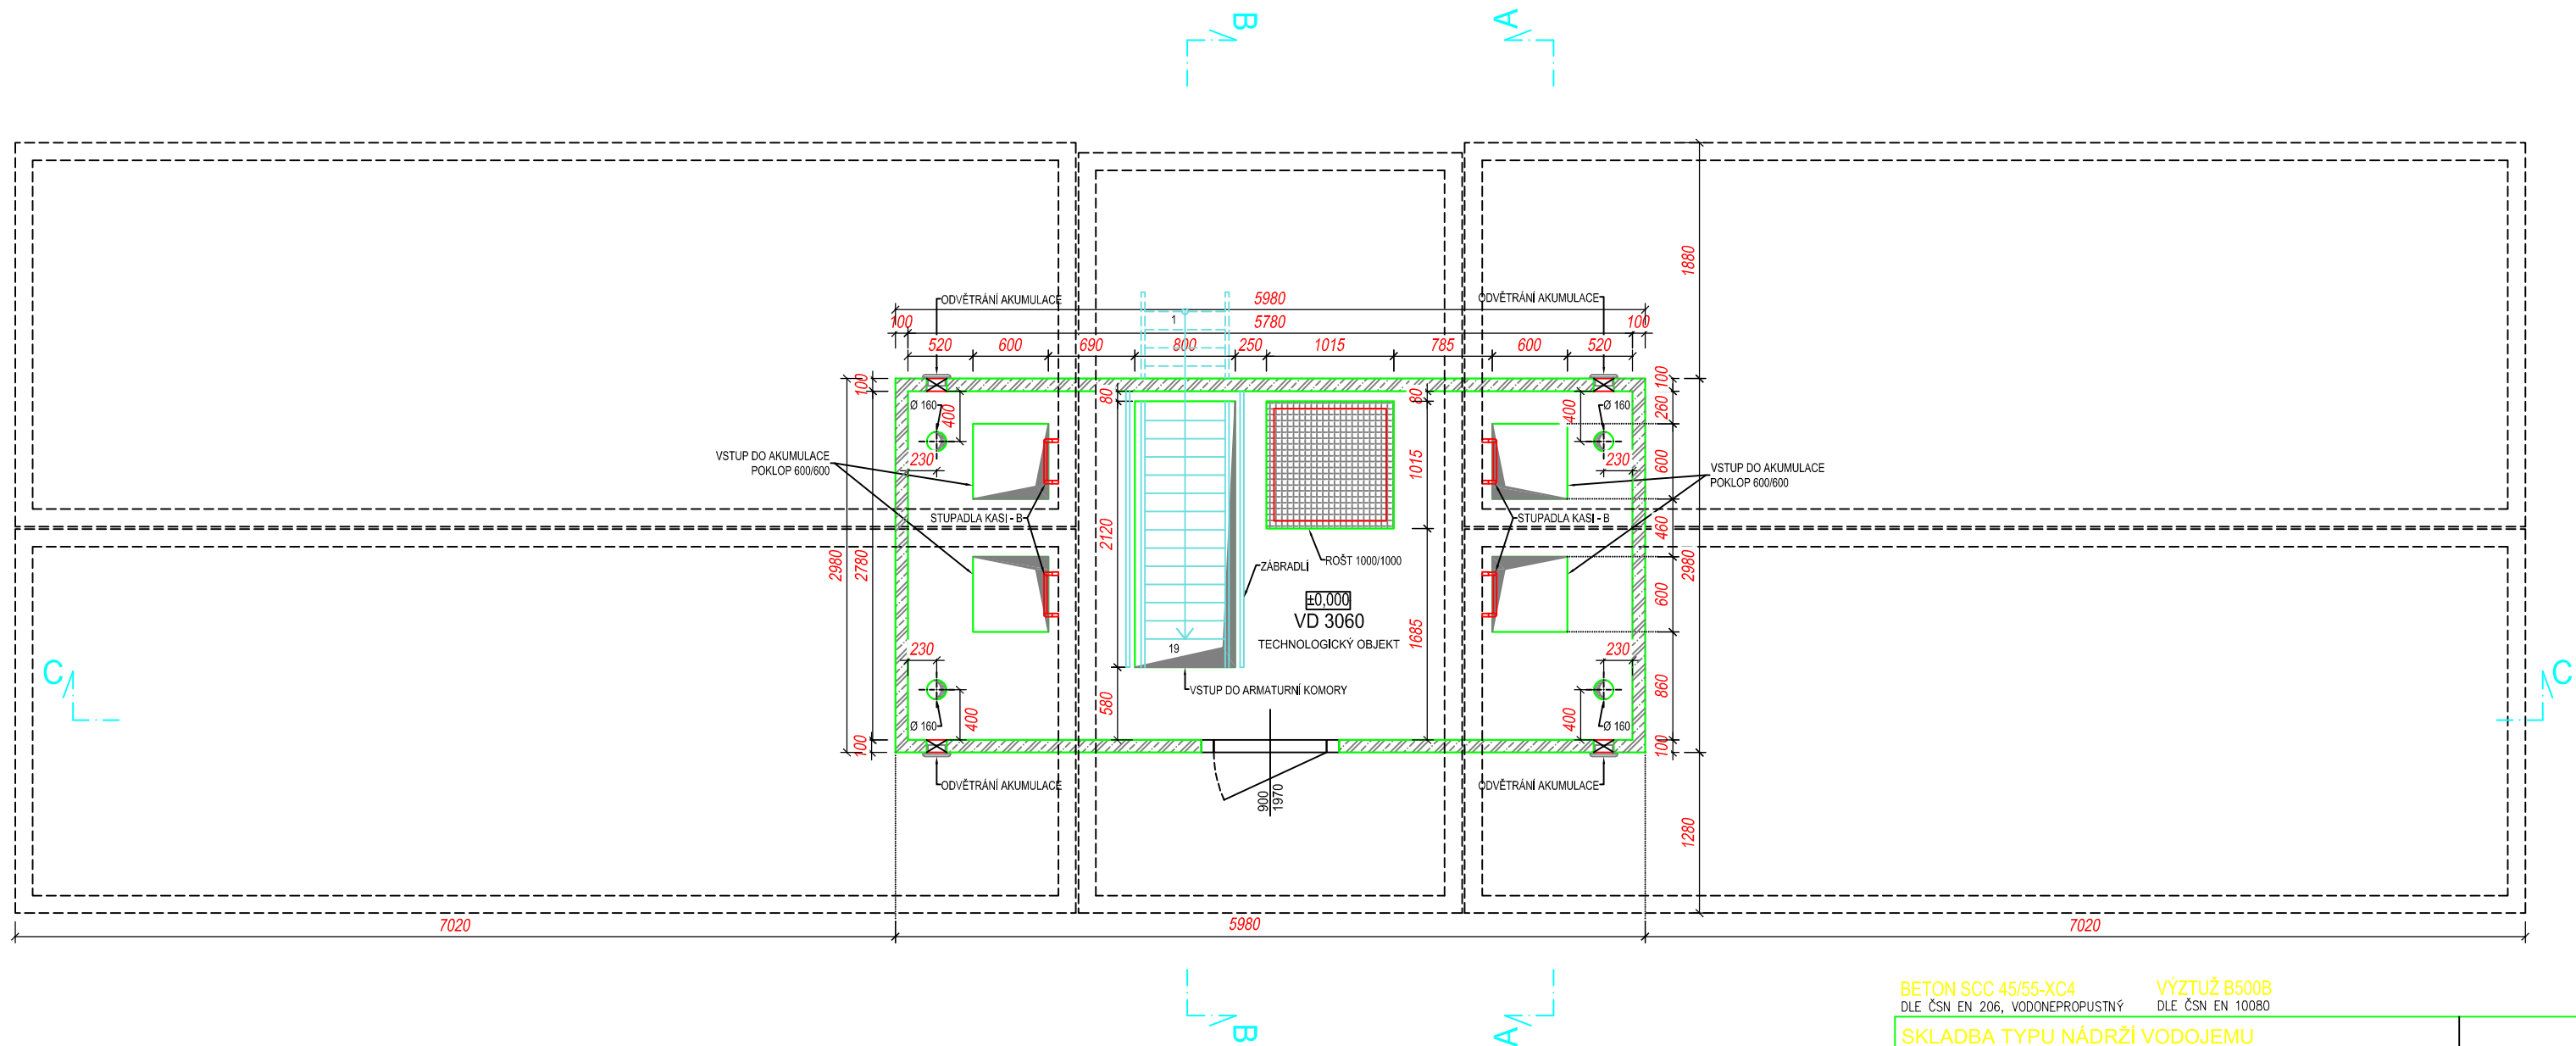 B
A
1880
ODVĚTRÁNÍ AKUMULACE
5980
ODVĚTRÁNÍ AKUMULACE
100
1
5780
100
520
600
690
800
250
1015
785
600
520
100
80
80
100
Ø 160
400
400
Ø 160
260
VSTUP DO AKUMULACE
POKLOP 600/600
230
1015
230
600
VSTUP DO AKUMULACE
POKLOP 600/600
STUPADLA KASI - B
STUPADLA KASI - B
460
2980
2780
2120
ROŠT 1000/1000
2980
ZÁBRADLÍ
±0,000
600
VD 3060
TECHNOLOGICKÝ OBJEKT
1685
230
19
230
C
C
VSTUP DO ARMATURNÍ KOMORY
860
580
400
400
Ø 160
Ø 160
100
100
ODVĚTRÁNÍ AKUMULACE
900
1970
ODVĚTRÁNÍ AKUMULACE
1280
7020
5980
7020
BETON SCC 45/55-XC4
VÝZTUŽ B500B
DLE ČSN EN 206, VODONEPROPUSTNÝ
DLE ČSN EN 10080
B
A
SKLADBA TYPU NÁDRŽÍ VODOJEMU